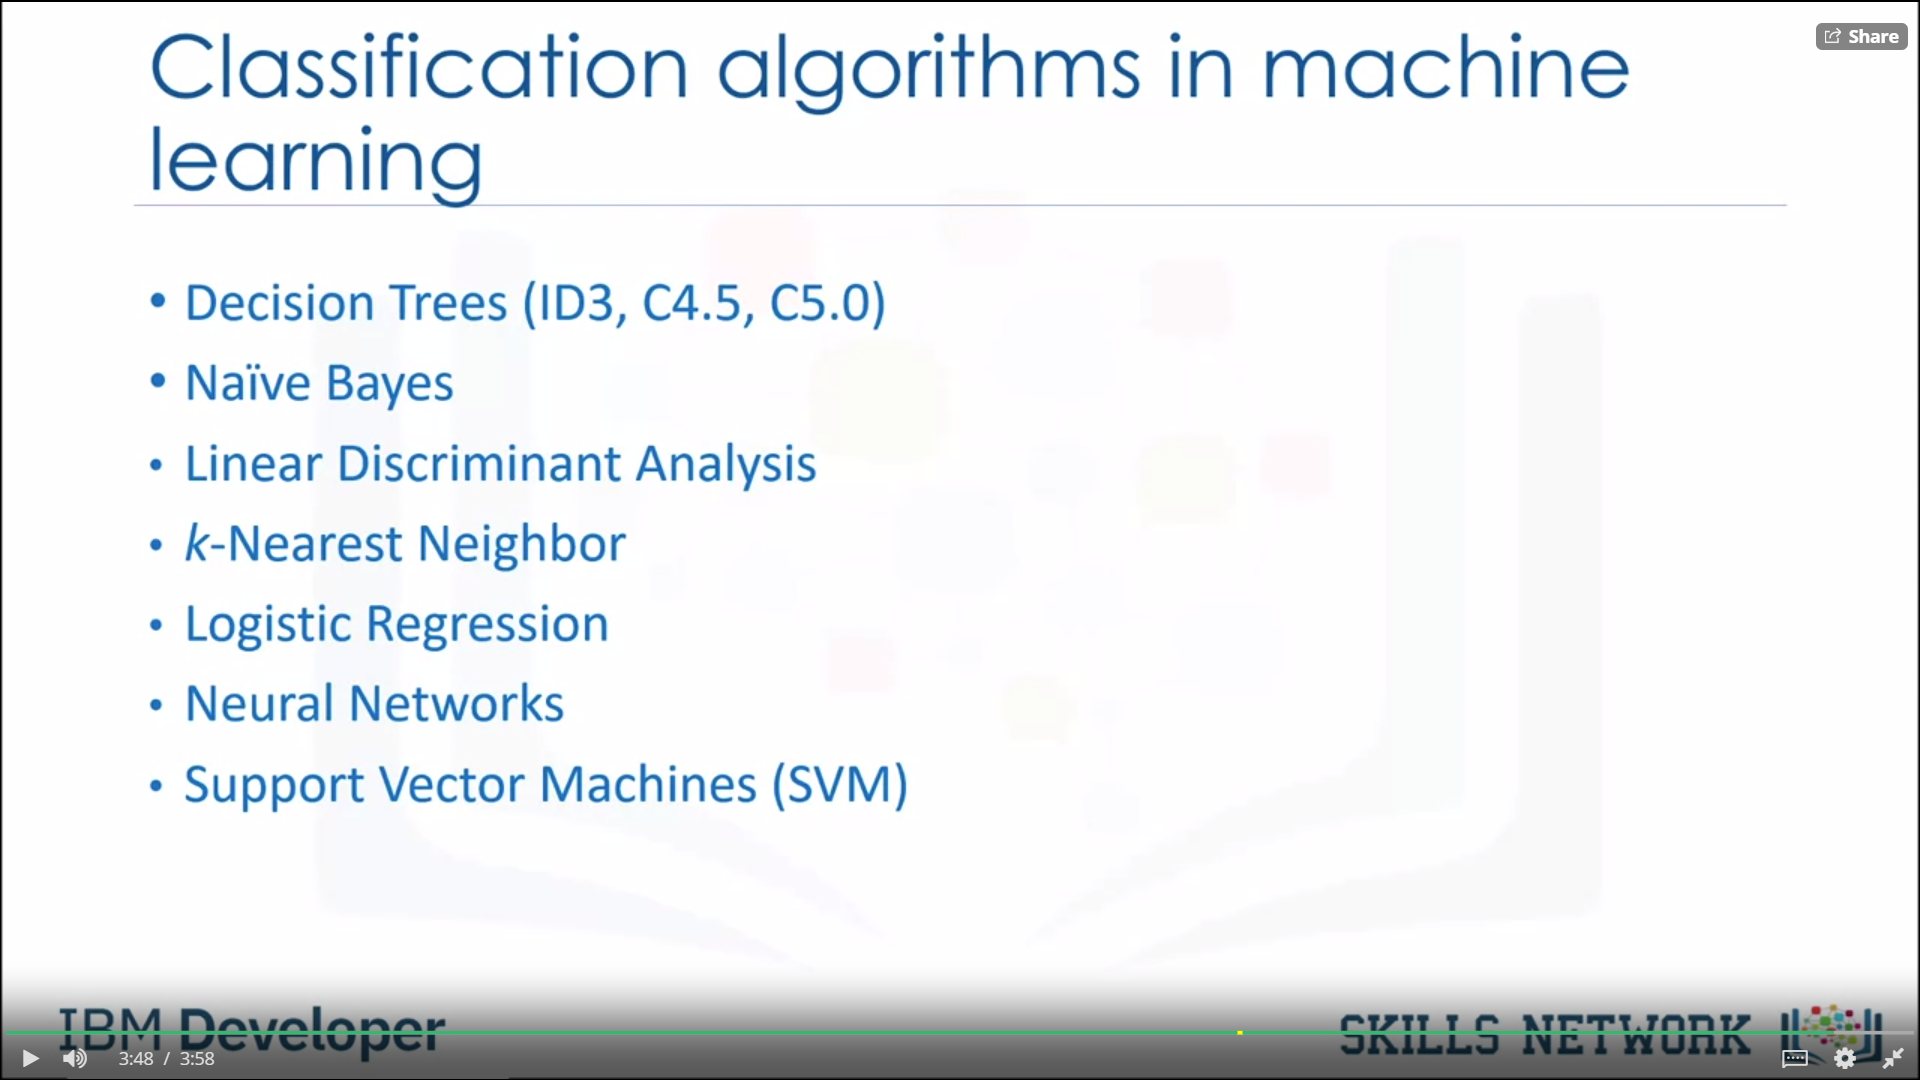 Classification algorithms in machine
learning
Share
• Decision Trees (ID3, C4.5, C5.0)
• Naïve Bayes
• Linear Discriminant Analysis
• k-Nearest Neighbor
• Logistic Regression
• Neural Networks
• Support Vector Machines (SVM)
IBM Developer
SKILLS NETWORK
3:48 / 3:58